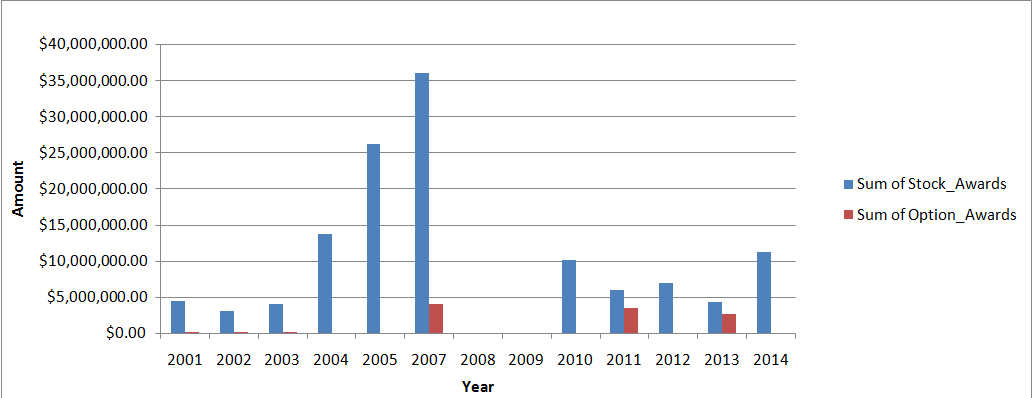 $40,000,000.00
$35,000,000.00
$30,000,000.00
$25,000,000.00
$20,000,000.00
$15,000,000.00
$10,000,000.00
$5,000,000.00
$0.00
Amount
2001 2002 2003 2004 2005 2007 2008 2009 2010 2011 2012 2013 2014
Year
Sum of Stock_Awards
Sum of Option_Awards